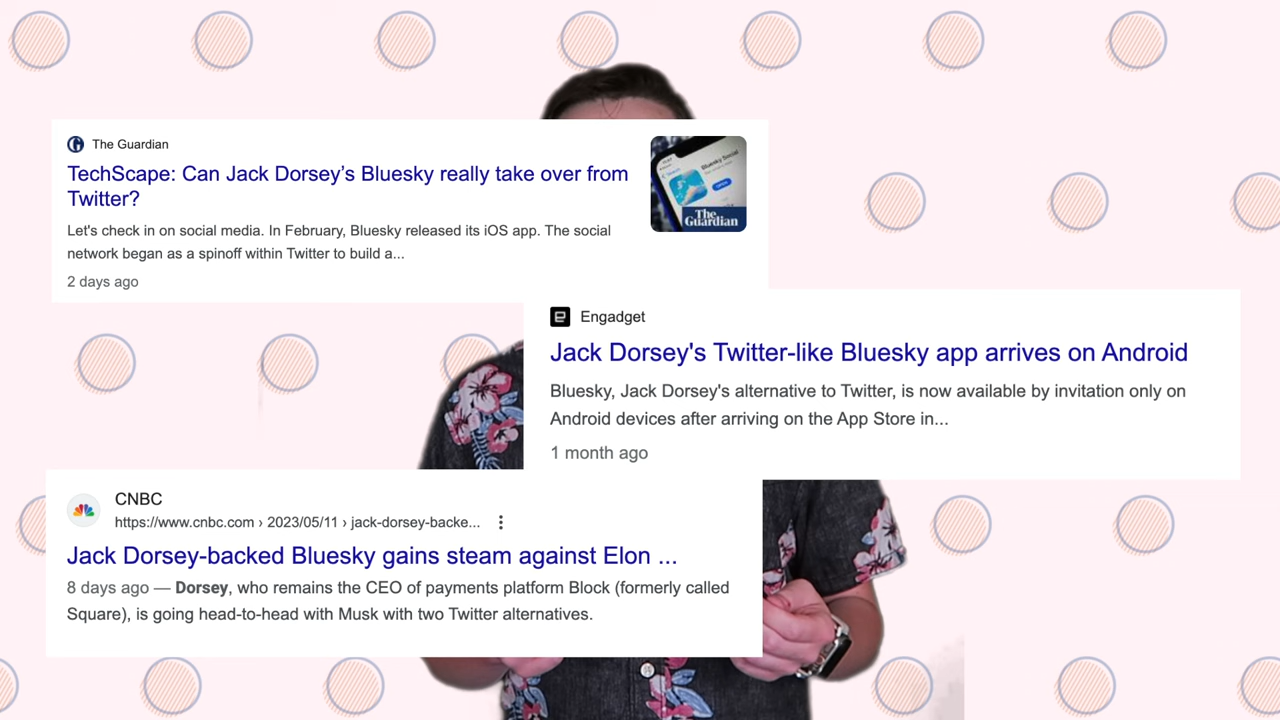 The Guardian
TechScape: Can Jack Dorsey’s Bluesky really take over from
Twitter?
Let's check in on social media. In February, Bluesky released its iOS app. The social
network began as a spinoff within Twitter to build a...
2 days ago
Bluesky Social
The
Guardian
Engadget
Jack Dorsey's Twitter-like Bluesky app arrives on Android
Bluesky, Jack Dorsey's alternative to Twitter, is now available by invitation only on
Android devices after arriving on the App Store in...
1 month ago
CNBC
https://www.cnbc.com › 2023/05/11 › jack-dorsey-backe...
Jack Dorsey-backed Bluesky gains steam against Elon ...
8 days ago — Dorsey, who remains the CEO of payments platform Block (formerly called
Square), is going head-to-head with Musk with two Twitter alternatives.